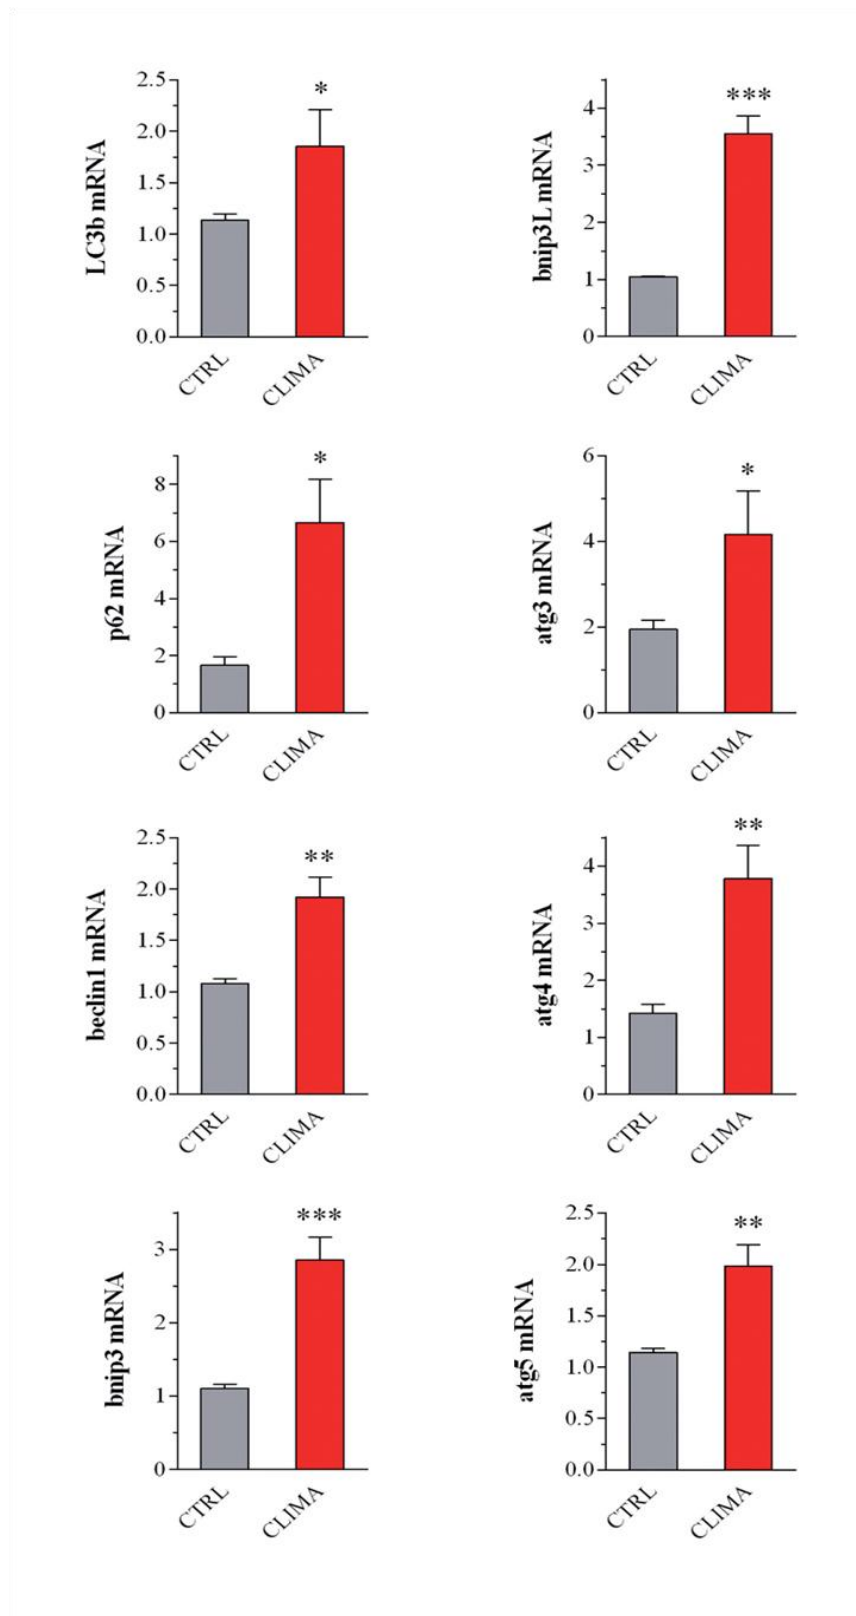 LC3b mRNA
2.5
2.0
1.5
1.0
0.5
0.0
*
CTRL
CLIMA
bnip3L mRNA
4
3
2
1
0
***
CTRL
CLIMA
p62 mRNA
8
6
4
2
0
*
CTRL
CLIMA
atg3 mRNA
6
4
2
0
*
CTRL
CLIMA
beclin1 mRNA
2.5
2.0
1.5
1.0
0.5
0.0
**
CTRL
CLIMA
atg4 mRNA
4
3
2
1
0
**
CTRL
CLIMA
bnip3 mRNA
3
2
1
0
***
CTRL
CLIMA
atg5 mRNA
2.5
2.0
1.5
1.0
0.5
0.0
**
CTRL
CLIMA